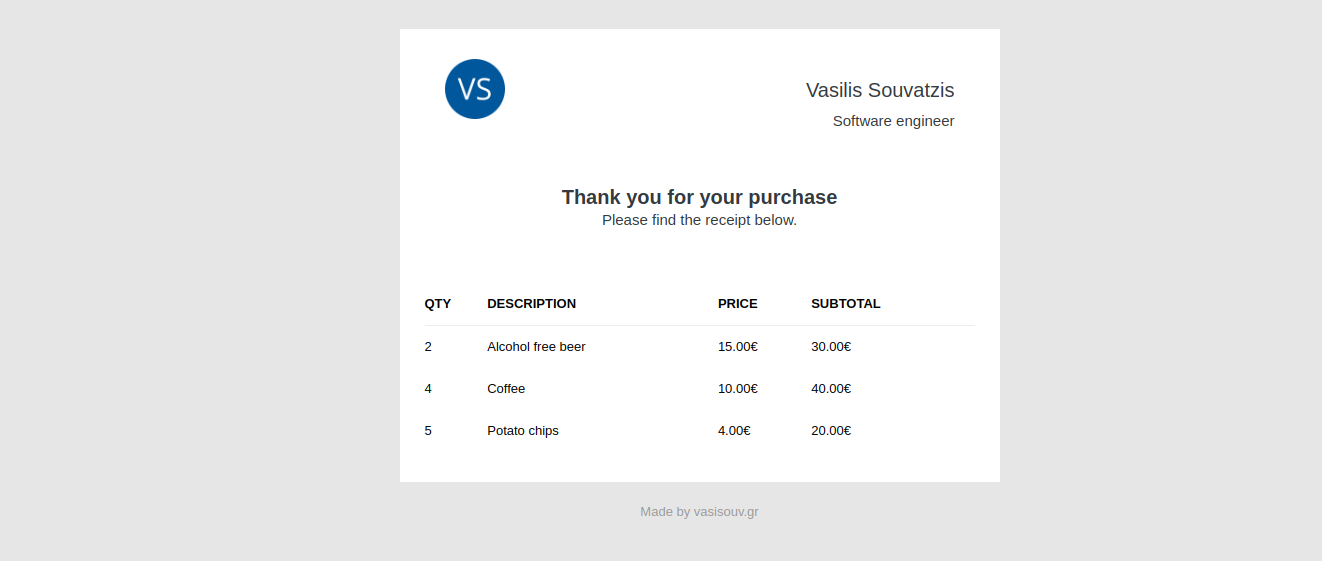 VS
Vasilis Souvatzis
Software engineer
Thank you for your purchase
Please find the receipt below.
QTY DESCRIPTION PRICE SUBTOTAL
2 Alcohol free beer 15.00€ 30.00€
4 Coffee 10.00€ 40.00€
5 Potato chips 4.00€ 20.00€
Made by vasisouv.gr